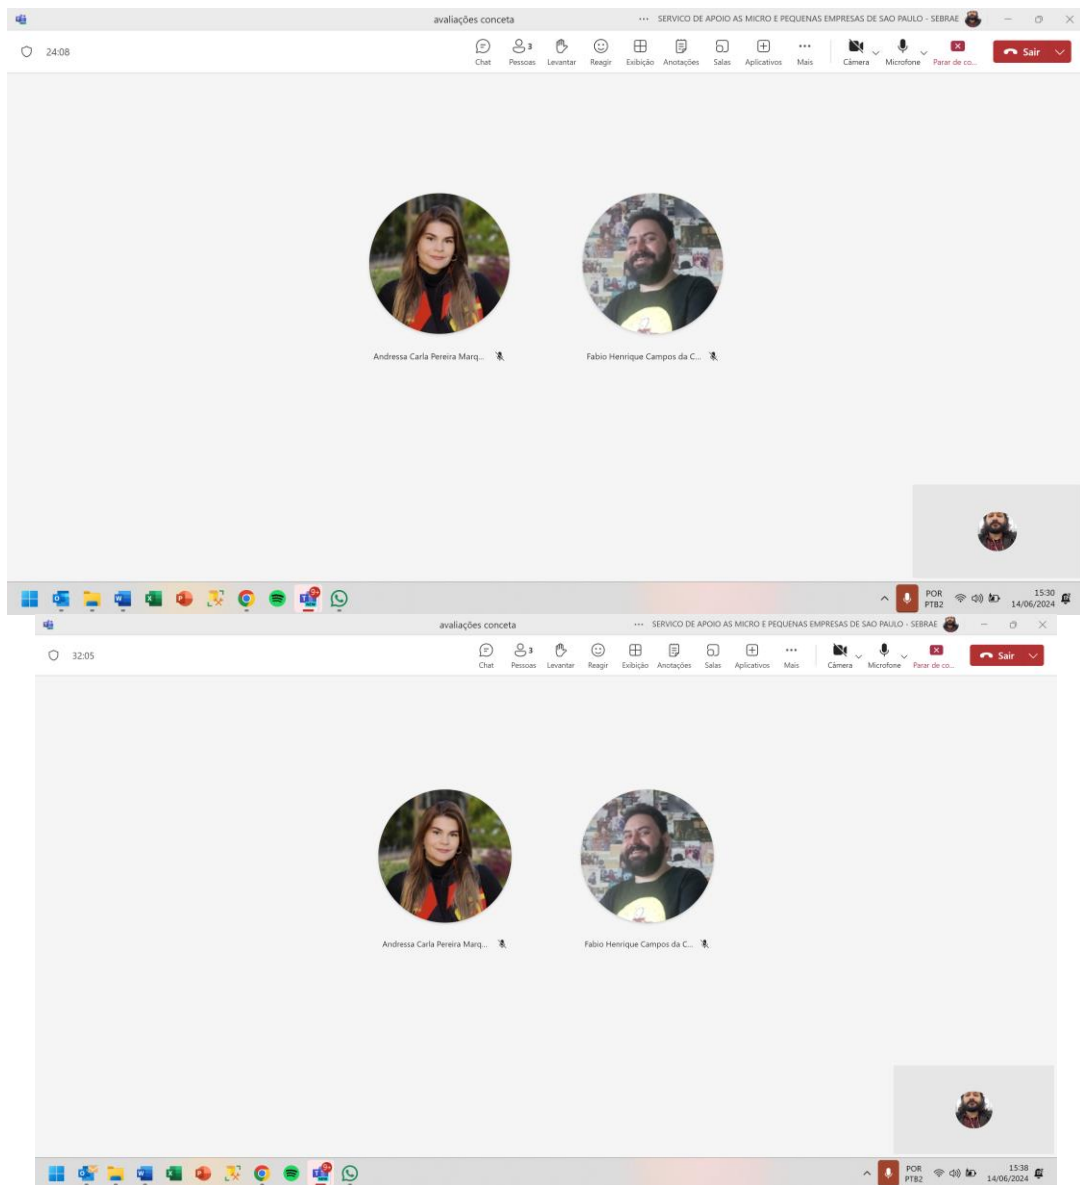 avaliações conceta
··· SERVICO DE APOIO AS MICRO E PEQUENAS EMPRESAS DE SAO PAULO - SEBRAE
24:08
3
Chat Pessoas Levantar Reagir Exibição Anotações Salas Aplicativos Mais Câmera Microfone Parar de co... Sair
Andressa Carla Pereira Marq... Fabio Henrique Campos da C...
9+
POR 15:30
PTB2 14/06/2024
avaliações conceta
··· SERVICO DE APOIO AS MICRO E PEQUENAS EMPRESAS DE SAO PAULO - SEBRAE
32:05
3
Chat Pessoas Levantar Reagir Exibição Anotações Salas Aplicativos Mais Câmera Microfone Parar de co... Sair
Andressa Carla Pereira Marq... Fabio Henrique Campos da C...
9+
POR 15:38
PTB2 14/06/2024